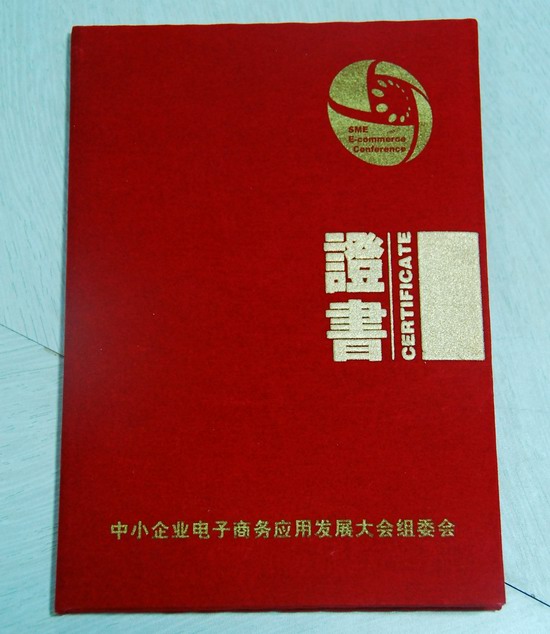 SME
E-commerce
Conference
證書
CERTIFICATE
中小企业电子商务应用发展大会组委会